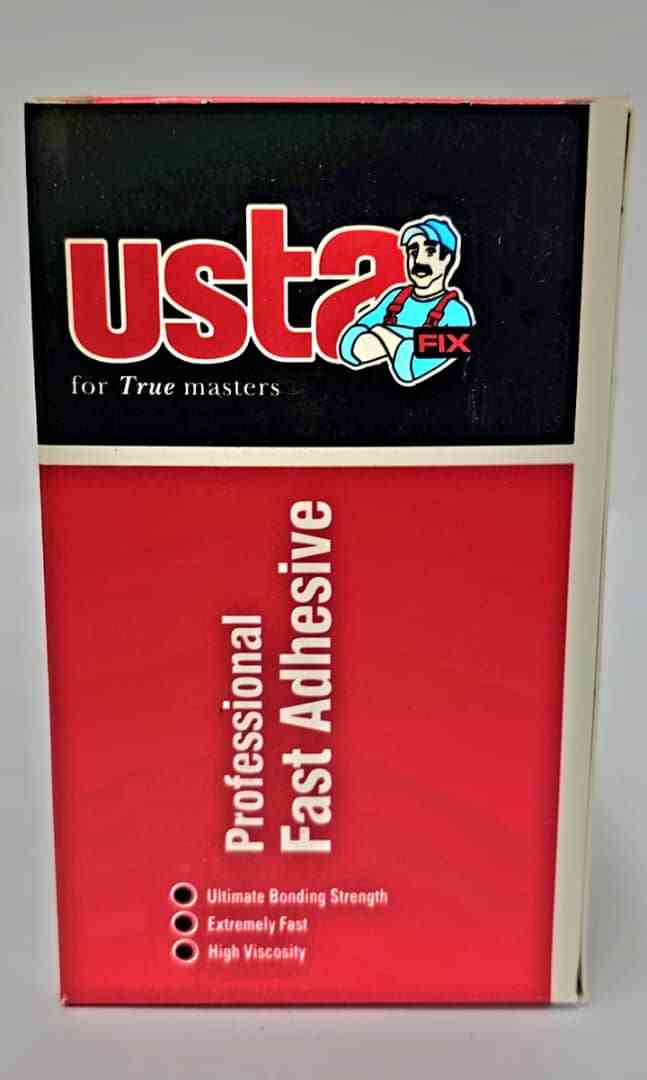 usta
FIX
for True masters
Professional
Fast Adhesive
Ultimate Bonding Strength
Extremely Fast
High Viscosity